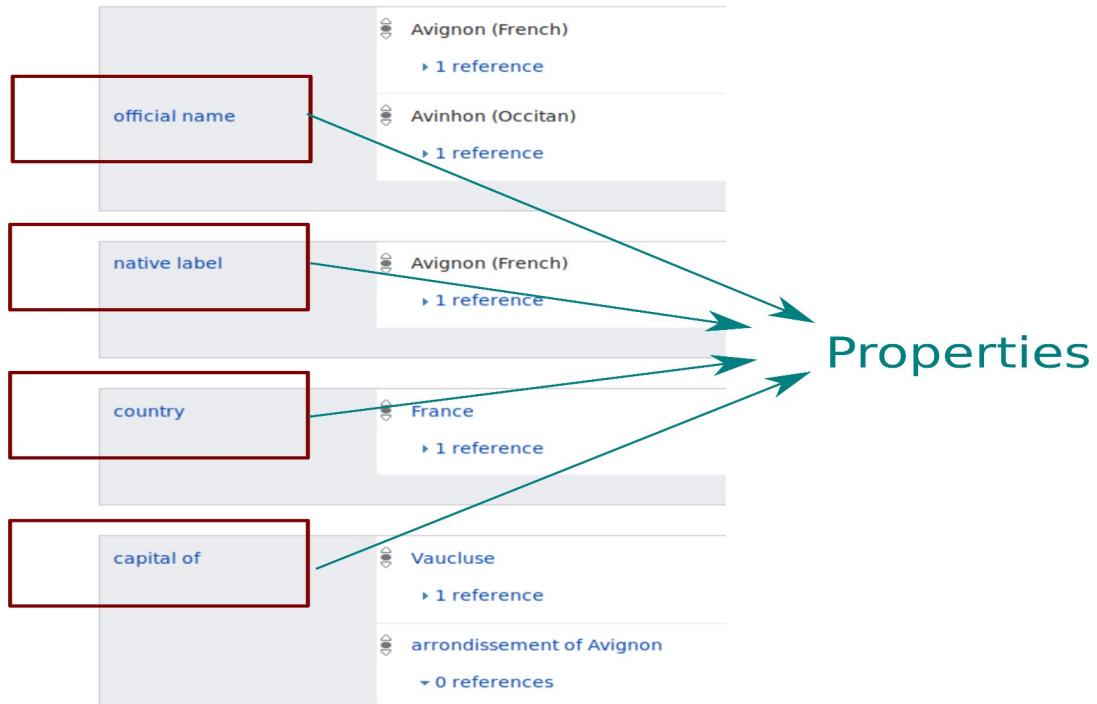 Avignon (French)
1 reference
official name
Avinhon (Occitan)
1 reference
native label
Avignon (French)
1 reference
Properties
country
France
1 reference
capital of
Vaucluse
1 reference
arrondissement of Avignon
0 references